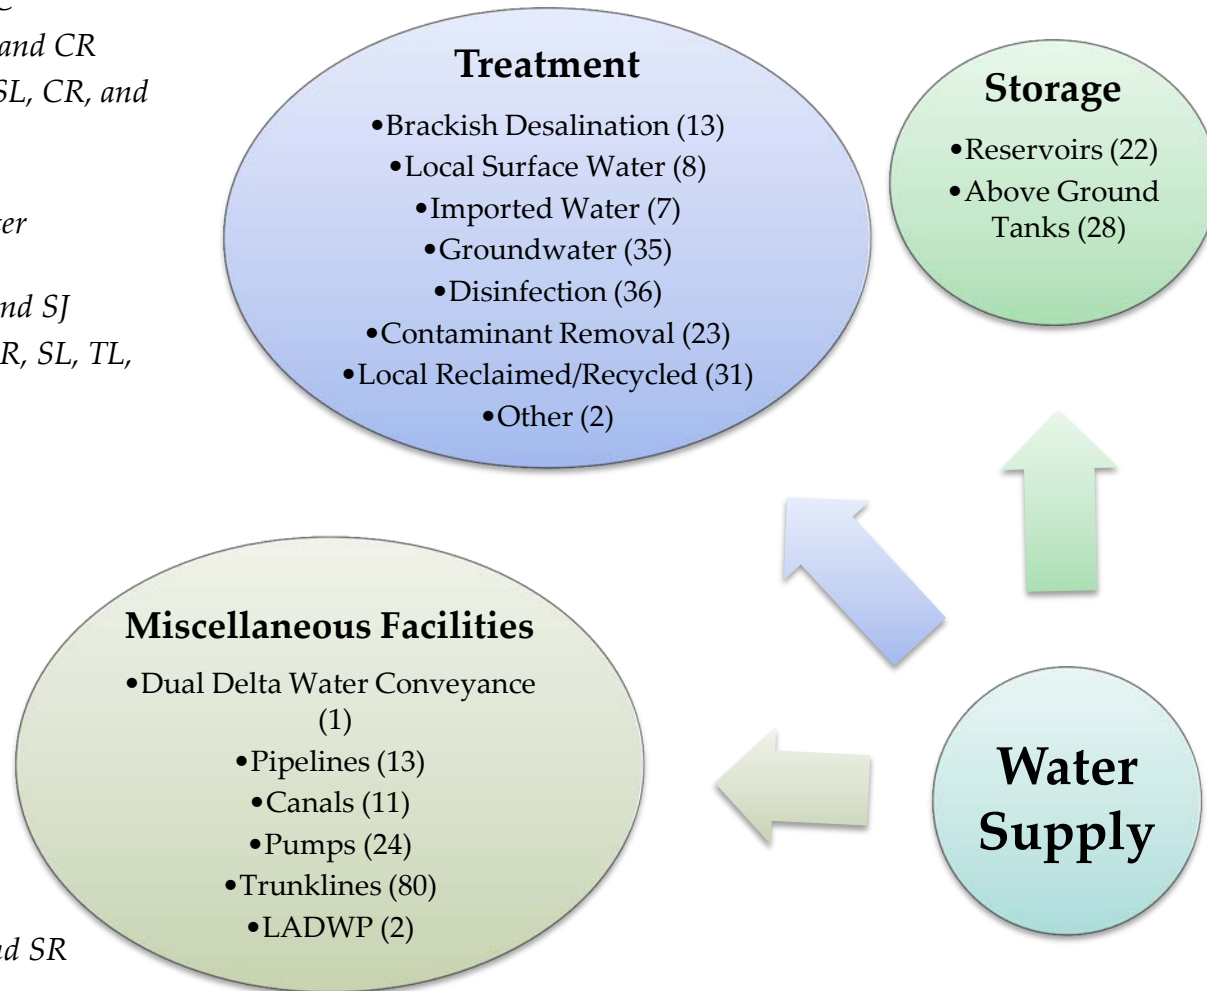 and CR
SL, CR, and
nd SJ
R, SL, TL,
d SR
Treatment
•Brackish Desalination (13)
•Local Surface Water (8)
•Imported Water (7)
•Groundwater (35)
•Disinfection (36)
•Contaminant Removal (23)
•Local Reclaimed/Recycled (31)
•Other (2)
Storage
•Reservoirs (22)
•Above Ground
Tanks (28)
Miscellaneous Facilities
•Dual Delta Water Conveyance
(1)
•Pipelines (13)
•Canals (11)
•Pumps (24)
•Trunklines (80)
•LADWP (2)
Water
Supply